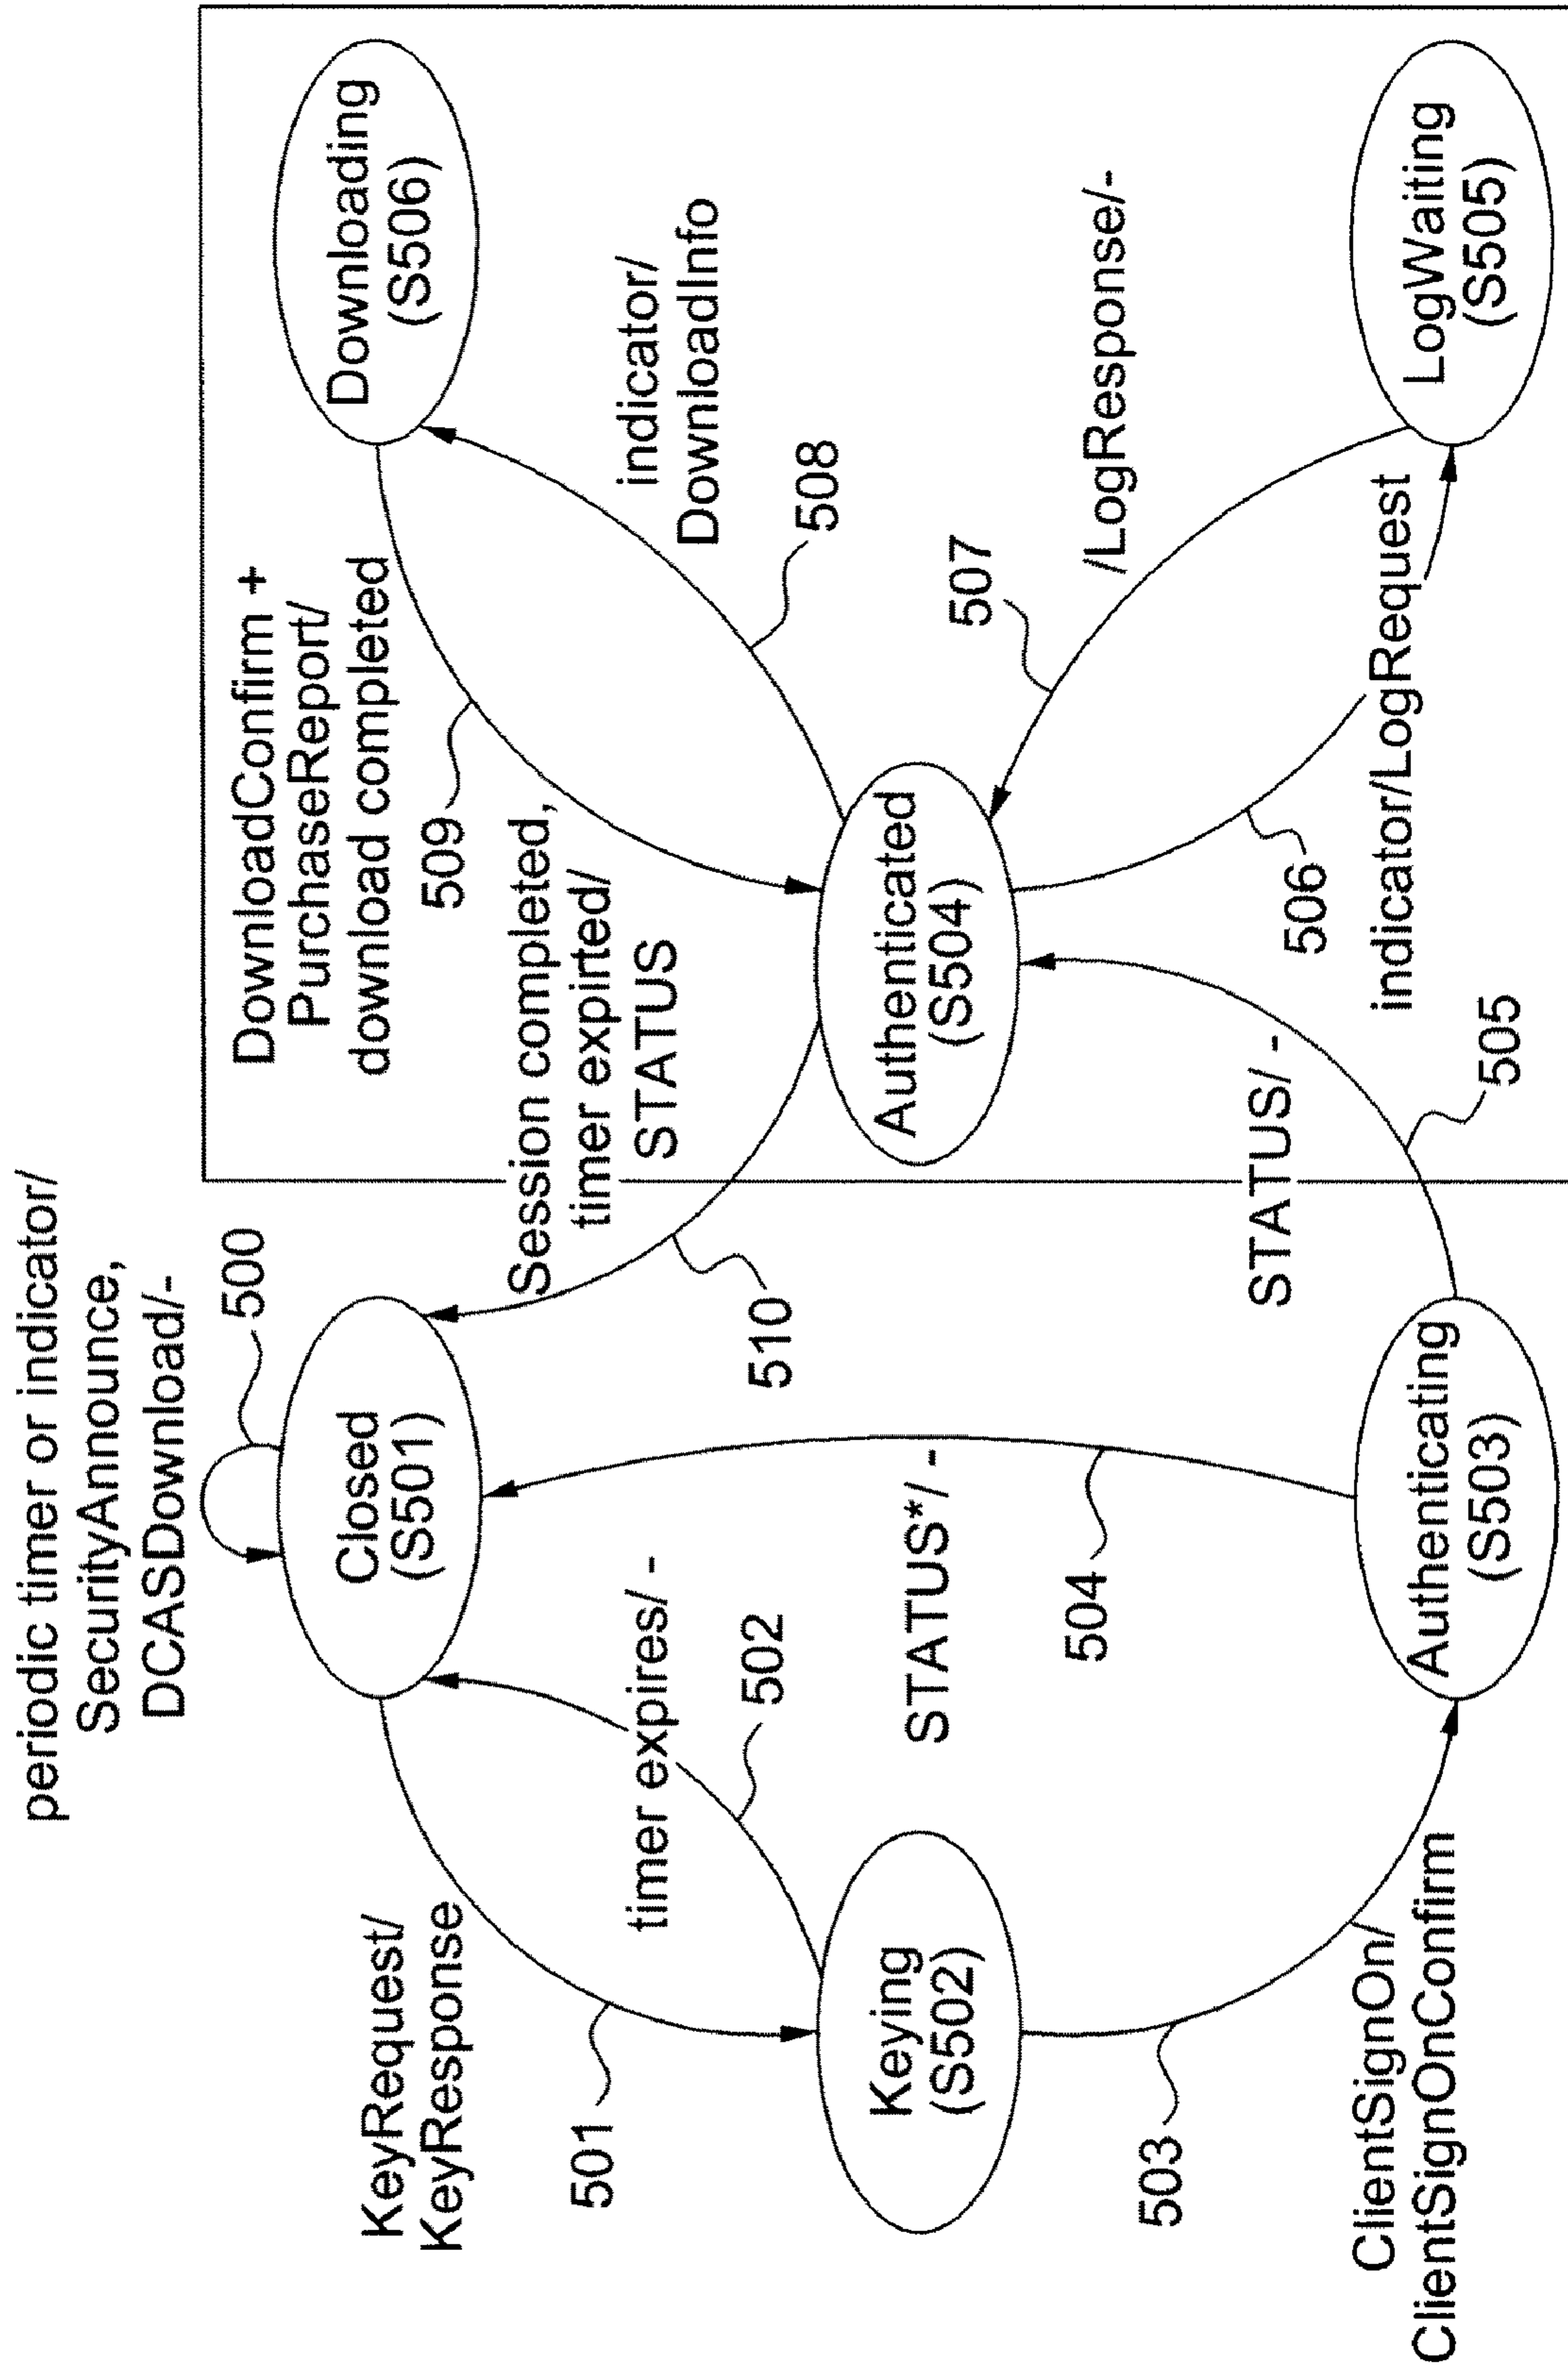 periodic timer or indicator/
SecurityAnnounce,
DCASDownload/-
500
Closed
(S501)
KeyRequest/
KeyResponse
501
timer expires/ -
502
Keying
(S502)
503
ClientSignOn/
ClientSignOnConfirm
STATUS*/ -
504
Authenticating
(S503)
STATUS/ -
505
Session completed,
timer expirted/
STATUS
510
Authenticated
(S504)
DownloadConfirm +
PurchaseReport/
download completed
509
indicator/
DownloadInfo
508
Downloading
(S506)
507
/LogResponse/-
506
indicator/LogRequest
LogWaiting
(S505)